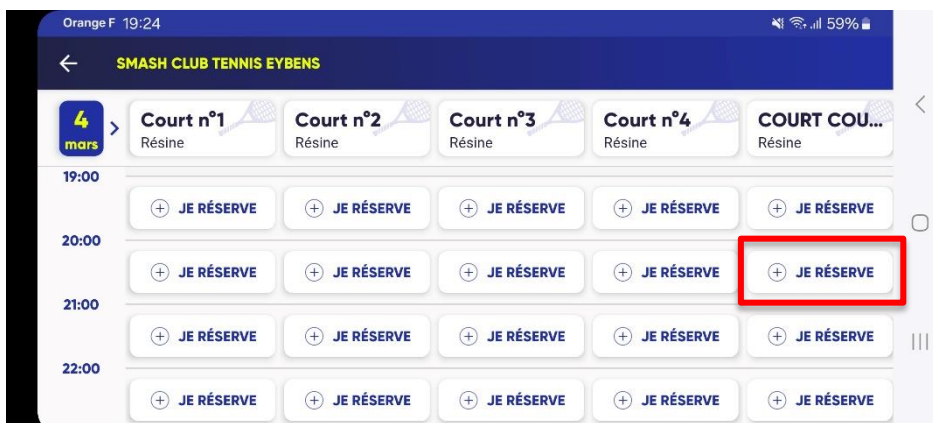 Orange F 19:24 59%
SMASH CLUB TENNIS EYBENS
4 mars
Court n°1 Court n°2 Court n°3 Court n°4 COURT COU...
Résine Résine Résine Résine Résine
19:00
JE RÉSERVE JE RÉSERVE JE RÉSERVE JE RÉSERVE JE RÉSERVE
20:00
JE RÉSERVE JE RÉSERVE JE RÉSERVE JE RÉSERVE JE RÉSERVE
21:00
JE RÉSERVE JE RÉSERVE JE RÉSERVE JE RÉSERVE JE RÉSERVE
22:00
JE RÉSERVE JE RÉSERVE JE RÉSERVE JE RÉSERVE JE RÉSERVE